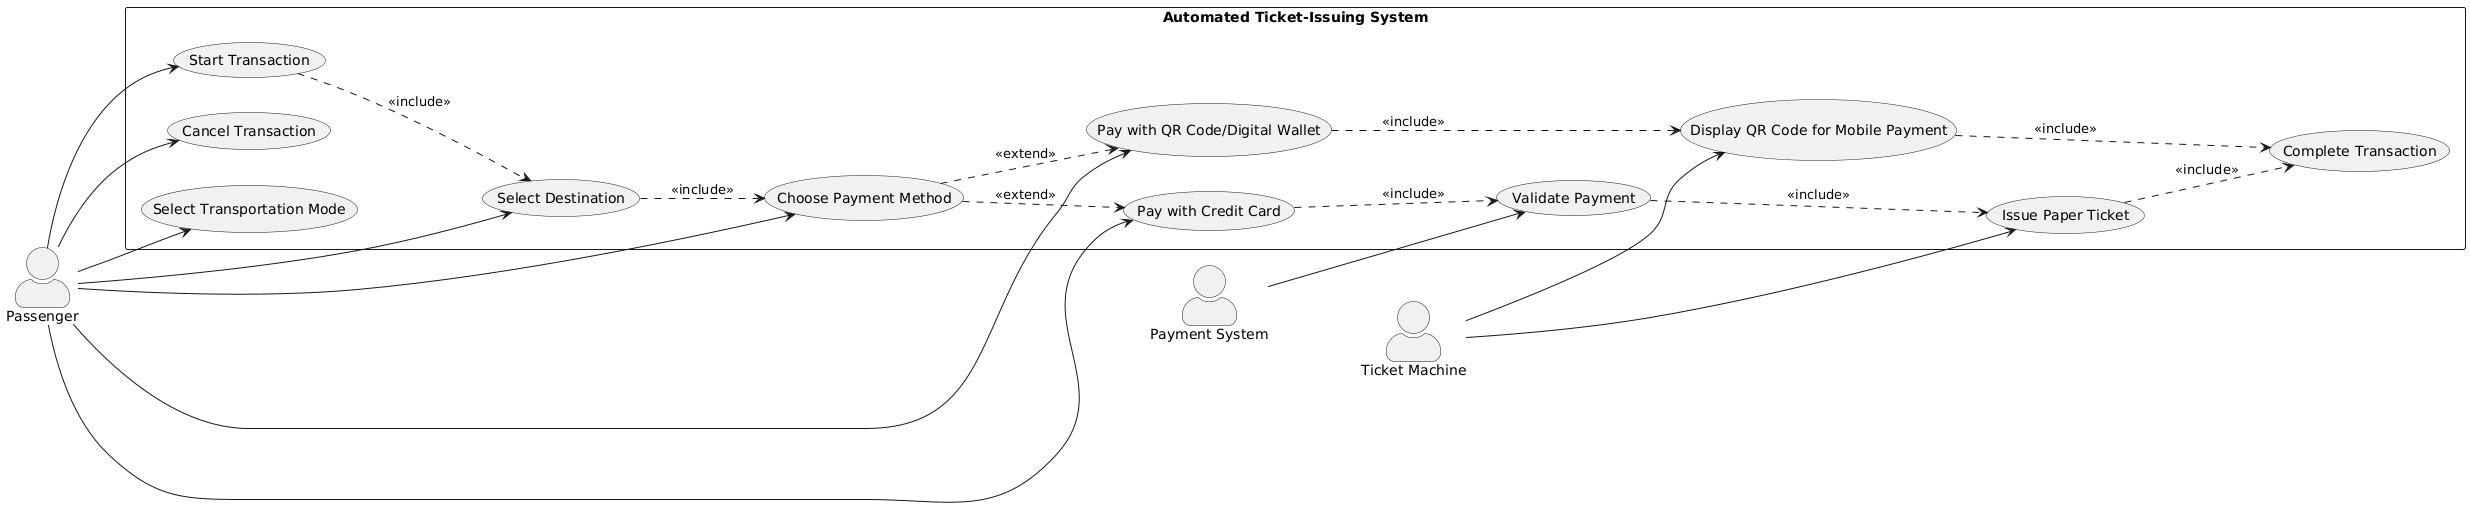 Automated Ticket-Issuing System
Start Transaction
Cancel Transaction
Select Transportation Mode
Passenger
«include»
Select Destination
«include»
Choose Payment Method
«extend»
«extend»
Pay with QR Code/Digital Wallet
Pay with Credit Card
Payment System
«include»
«include»
Validate Payment
Ticket Machine
Display QR Code for Mobile Payment
«include»
Issue Paper Ticket
«include»
«include»
Complete Transaction